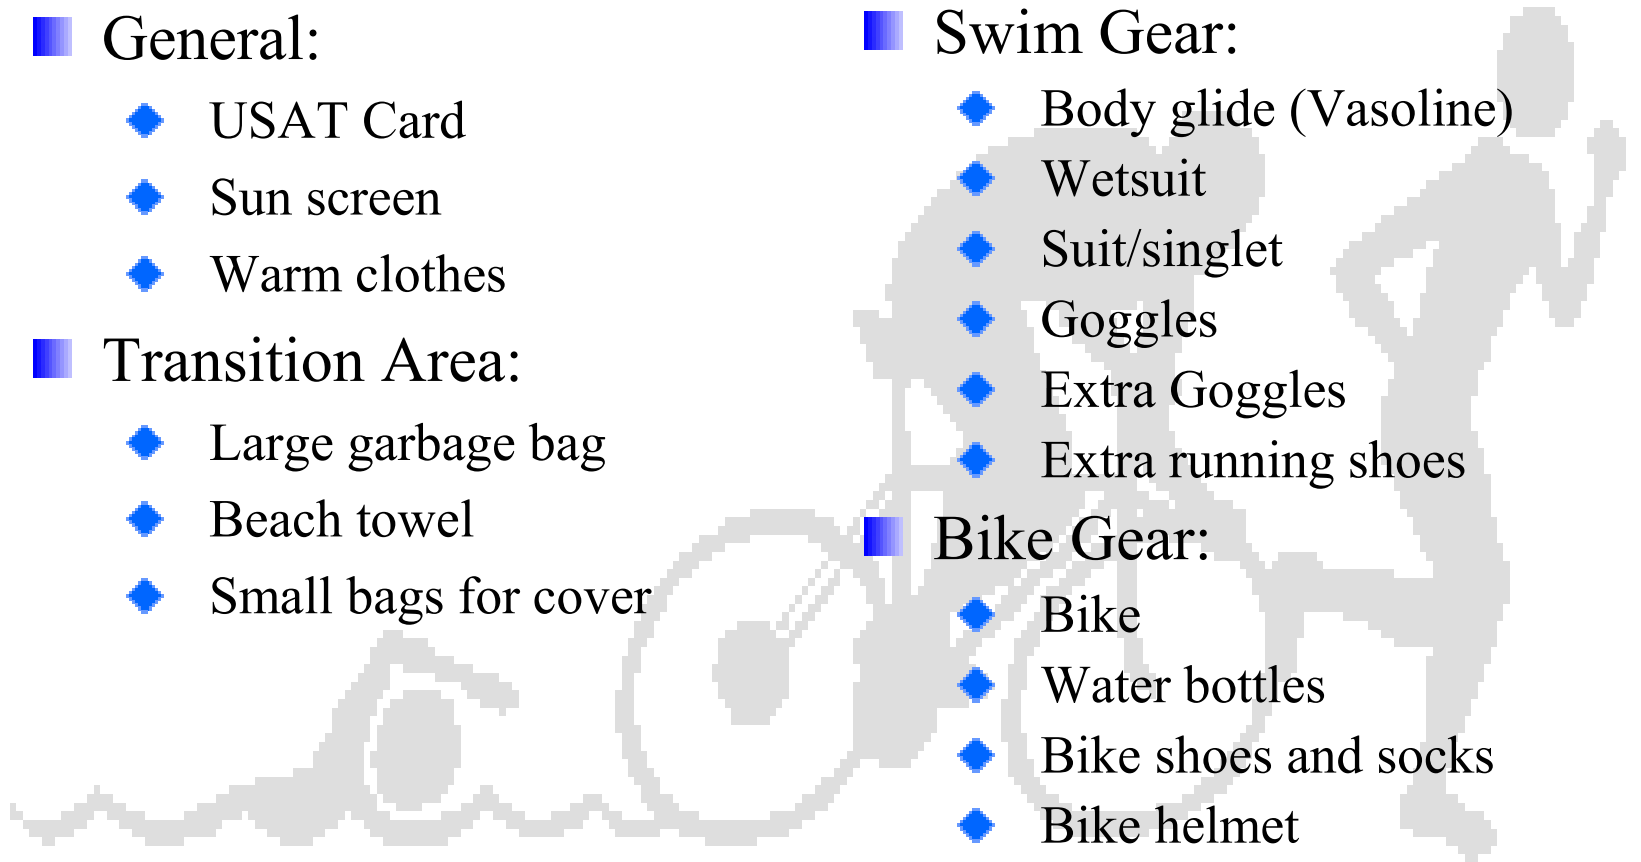 General:
USAT Card
Sun screen
Warm clothes
Transition Area:
Large garbage bag
Beach towel
Small bags for cover
Swim Gear:
Body glide (Vasoline)
Wetsuit
Suit/singlet
Goggles
Extra Goggles
Extra running shoes
Bike Gear:
Bike
Water bottles
Bike shoes and socks
Bike helmet